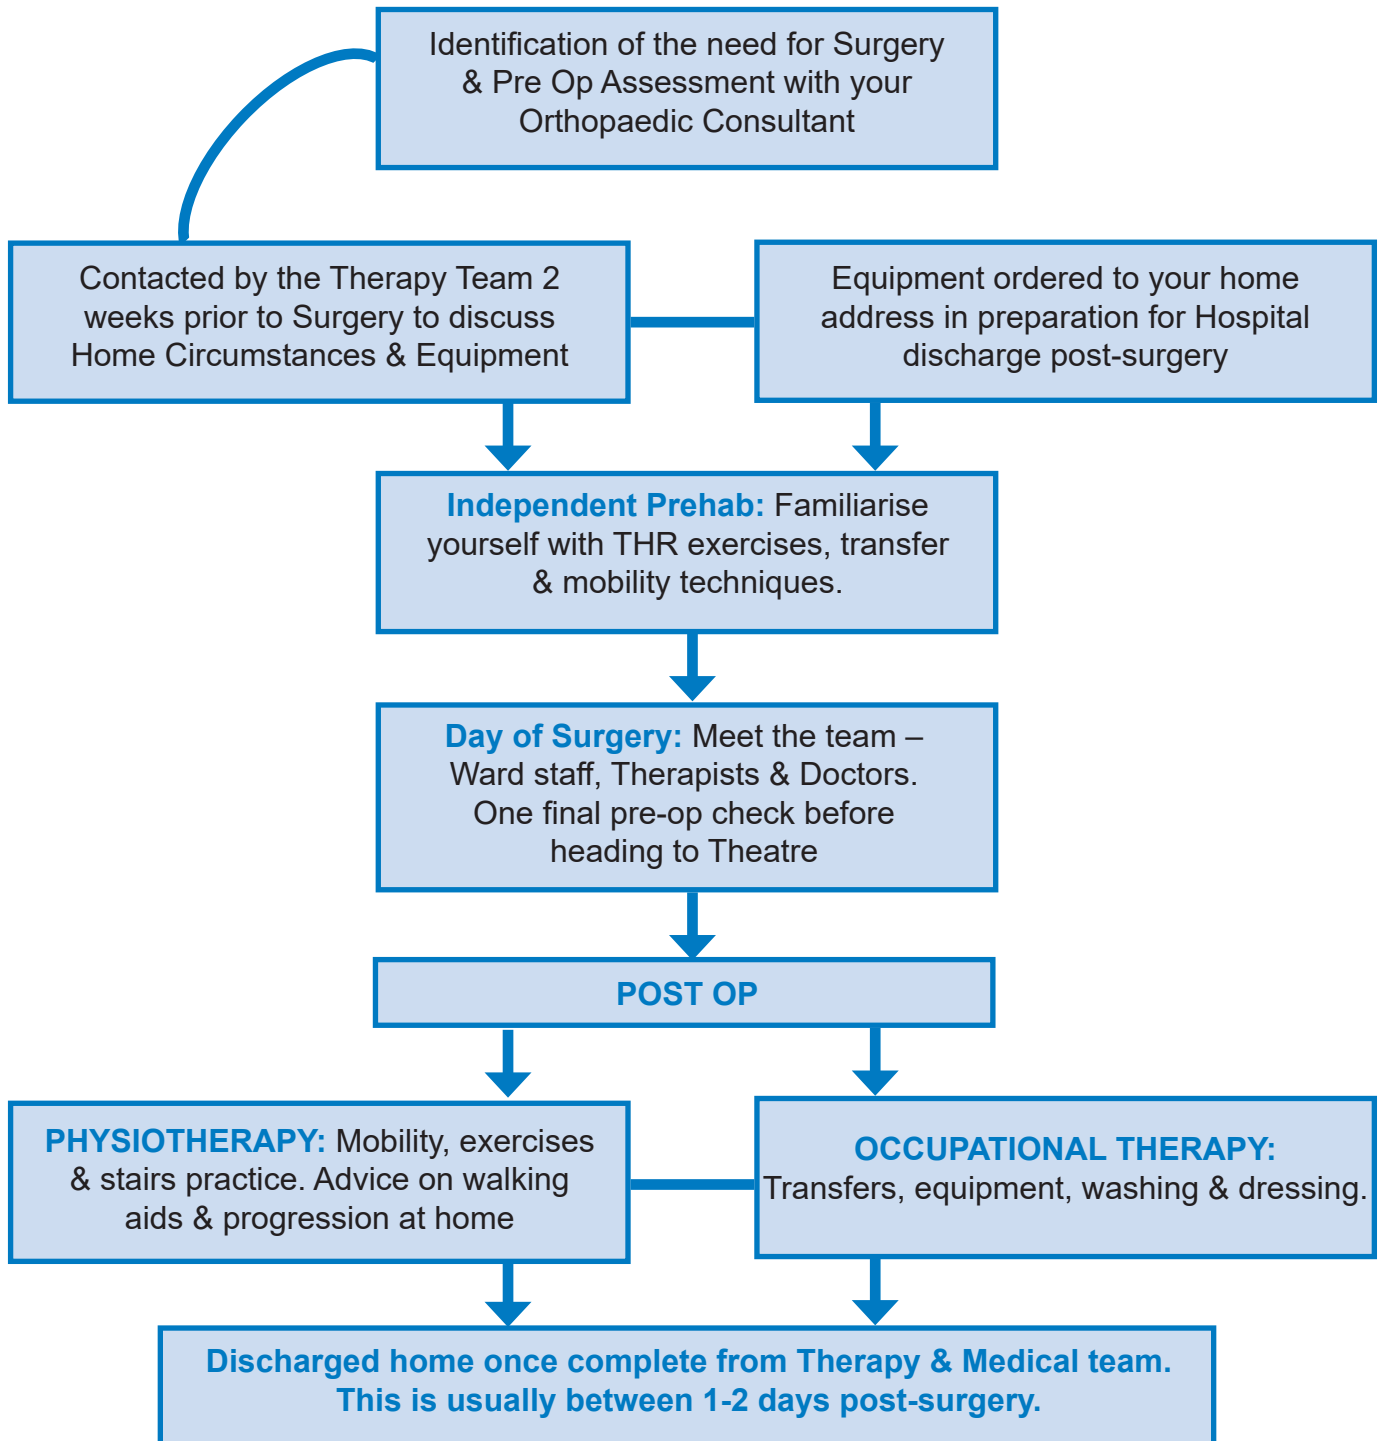 Identification of the need for Surgery
& Pre Op Assessment with your
Orthopaedic Consultant
Contacted by the Therapy Team 2
weeks prior to Surgery to discuss
Home Circumstances & Equipment
Equipment ordered to your home
address in preparation for Hospital
discharge post-surgery
Independent Prehab: Familiarise
yourself with THR exercises, transfer
& mobility techniques.
Day of Surgery: Meet the team –
Ward staff, Therapists & Doctors.
One final pre-op check before
heading to Theatre
POST OP
PHYSIOTHERAPY: Mobility, exercises
& stairs practice. Advice on walking
aids & progression at home
OCCUPATIONAL THERAPY:
Transfers, equipment, washing & dressing.
Discharged home once complete from Therapy & Medical team.
This is usually between 1-2 days post-surgery.